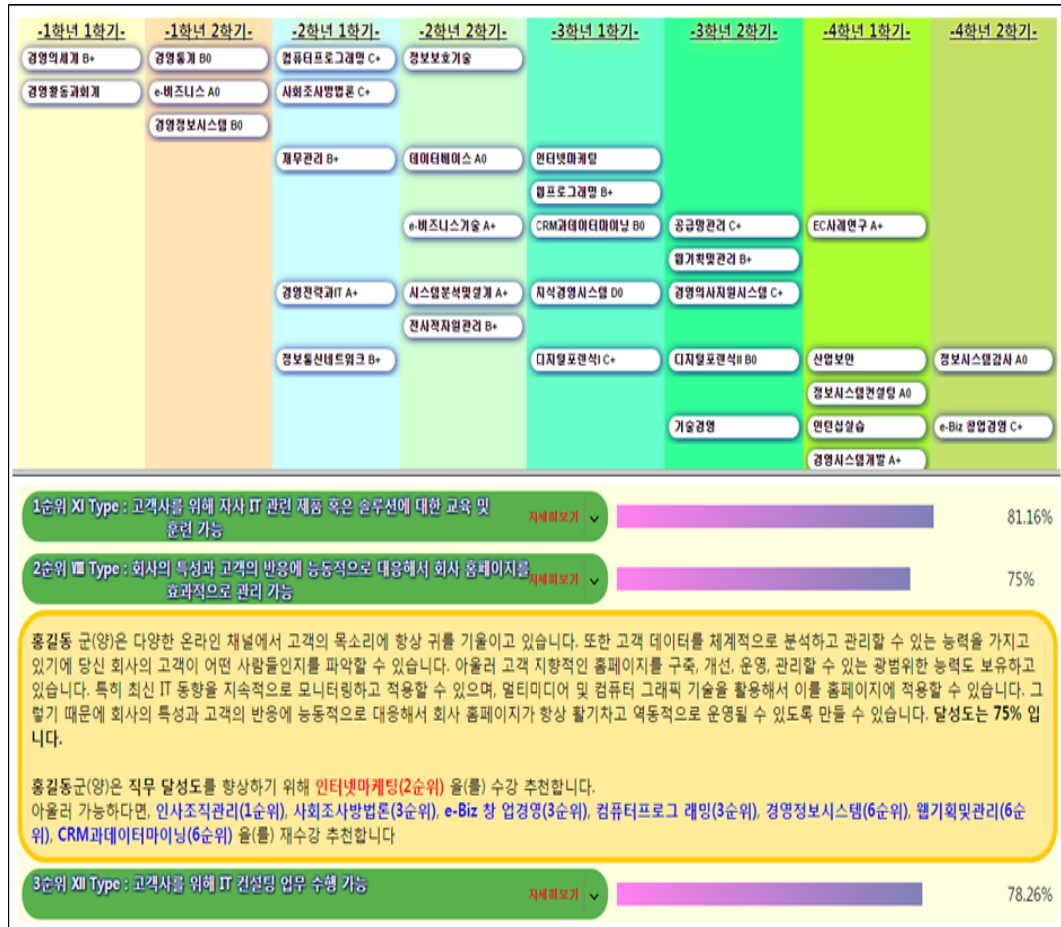 -1학년 1학기- -1학년 2학기- -2학년 1학기- -2학년 2학기- -3학년 1학기- -3학년 2학기- -4학년 1학기- -4학년 2학기-
경영의세계 B+ 경영통계 B0 컴퓨터프로그래밍 C+ 정보보호기술
경영활동과회계 e-비즈니스 A0 사회조사방법론 C+
경영정보시스템 B0
재무관리 B+ 데이터베이스 A0 인터넷마케팅
웹프로그래밍 B+
e-비즈니스기술 A+ CRM과데이터마이닝 B0 공급망관리 C+ EC사례연구 A+
웹기획및관리 B+
경영전략과IT A+ 시스템분석및설계 A+ 지식경영시스템 D0 경영의사지원시스템 C+
전사적자원관리 B+
정보통신네트워크 B+ 디지털포렌식I C+ 디지털포렌식II B0 산업보안 정보시스템감사 A0
정보시스템컨설팅 A0
기술경영 인턴십실습 e-Biz 창업경영 C+
경영시스템개발 A+
1순위 XI Type : 고객사를 위해 자사 IT 관련 제품 혹은 솔루션에 대한 교육 및
훈련 가능
자세히보기 81.16%
2순위 Ⅷ Type : 회사의 특성과 고객의 반응에 능동적으로 대응해서 회사 홈페이지를
효과적으로 관리 가능
자세히보기 75%
홍길동 군(양)은 다양한 온라인 채널에서 고객의 목소리에 항상 귀를 기울이고 있습니다. 또한 고객 데이터를 체계적으로 분석하고 관리할 수 있는 능력을 가지고
있기에 당신 회사의 고객이 어떤 사람들인지를 파악할 수 있습니다. 아울러 고객 지향적인 홈페이지를 구축, 개선, 운영, 관리할 수 있는 광범위한 능력도 보유하고
있습니다. 특히 최신 IT 동향을 지속적으로 모니터링하고 적용할 수 있으며, 멀티미디어 및 컴퓨터 그래픽 기술을 활용해서 이를 홈페이지에 적용할 수 있습니다. 그
렇기 때문에 회사의 특성과 고객의 반응에 능동적으로 대응해서 회사 홈페이지가 항상 활기차고 역동적으로 운영될 수 있도록 만들 수 있습니다. 달성도는 75% 입
니다.
홍길동군(양)은 직무 달성도를 향상하기 위해 인터넷마케팅(2순위) 을(를) 수강 추천합니다.
아울러 가능하다면, 인사조직관리(1순위), 사회조사방법론(3순위), e-Biz 창 업경영(3순위), 컴퓨터프로그 래밍(3순위), 경영정보시스템(6순위), 웹기획및관리(6순
위), CRM과데이터마이닝(6순위) 을(를) 재수강 추천합니다
3순위 XII Type : 고객사를 위해 IT 컨설팅 업무 수행 가능
자세히보기 78.26%